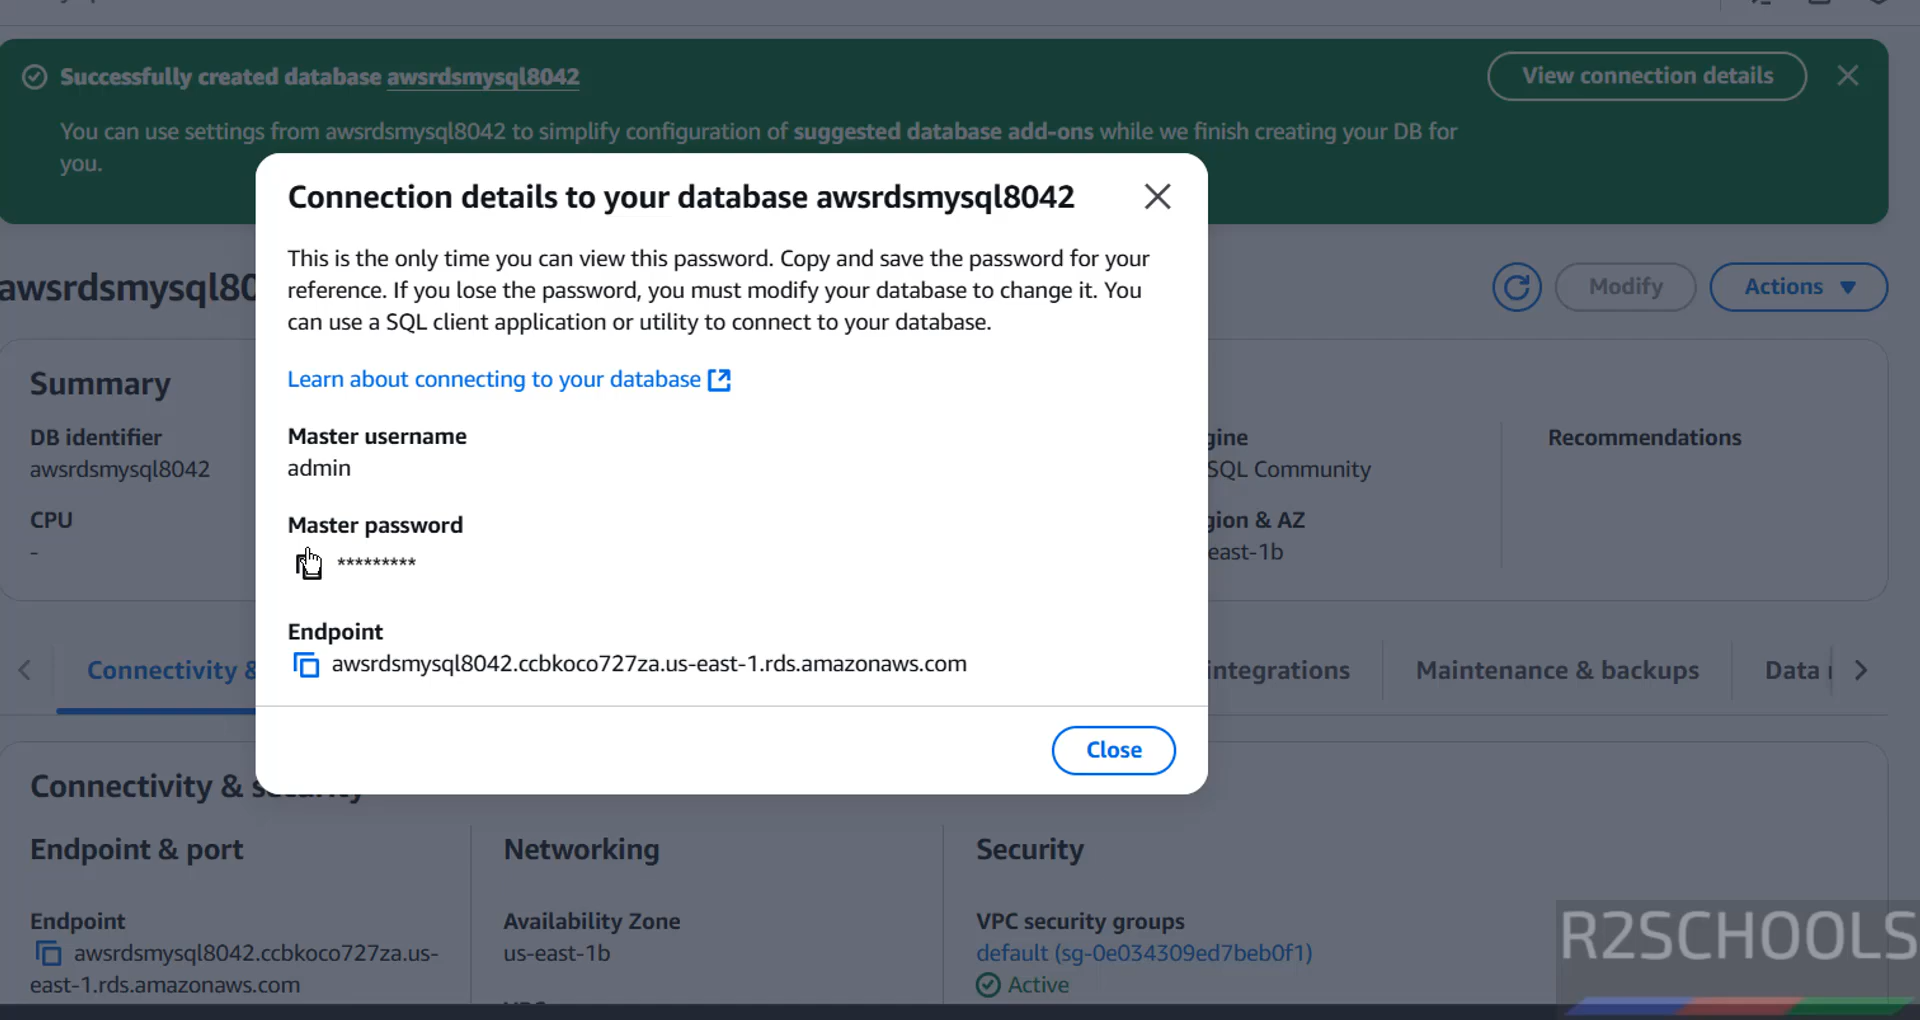 Successfully created database awsrdsmysql8042
View connection details
You can use settings from awsrdsmysql8042 to simplify configuration of suggested database add-ons while we finish creating your DB for
you.
Connection details to your database awsrdsmysql8042
This is the only time you can view this password. Copy and save the password for your
reference. If you lose the password, you must modify your database to change it. You
can use a SQL client application or utility to connect to your database.
Learn about connecting to your database
Master username
admin
Master password
*********
Endpoint
awsrdsmysql8042.ccbkoco727za.us-east-1.rds.amazonaws.com
Close
awsrdsmysql80
Modify
Actions
Summary
DB identifier
awsrdsmysql8042
CPU
-
gine
SQL Community
gion & AZ
east-1b
Recommendations
Connectivity &
integrations
Maintenance & backups
Data
Connectivity & security
Endpoint & port
Endpoint
awsrdsmysql8042.ccbkoco727za.us-
east-1.rds.amazonaws.com
Networking
Availability Zone
us-east-1b
Security
VPC security groups
default (sg-0e034309ed7beb0f1)
Active
R2SCHOOLS